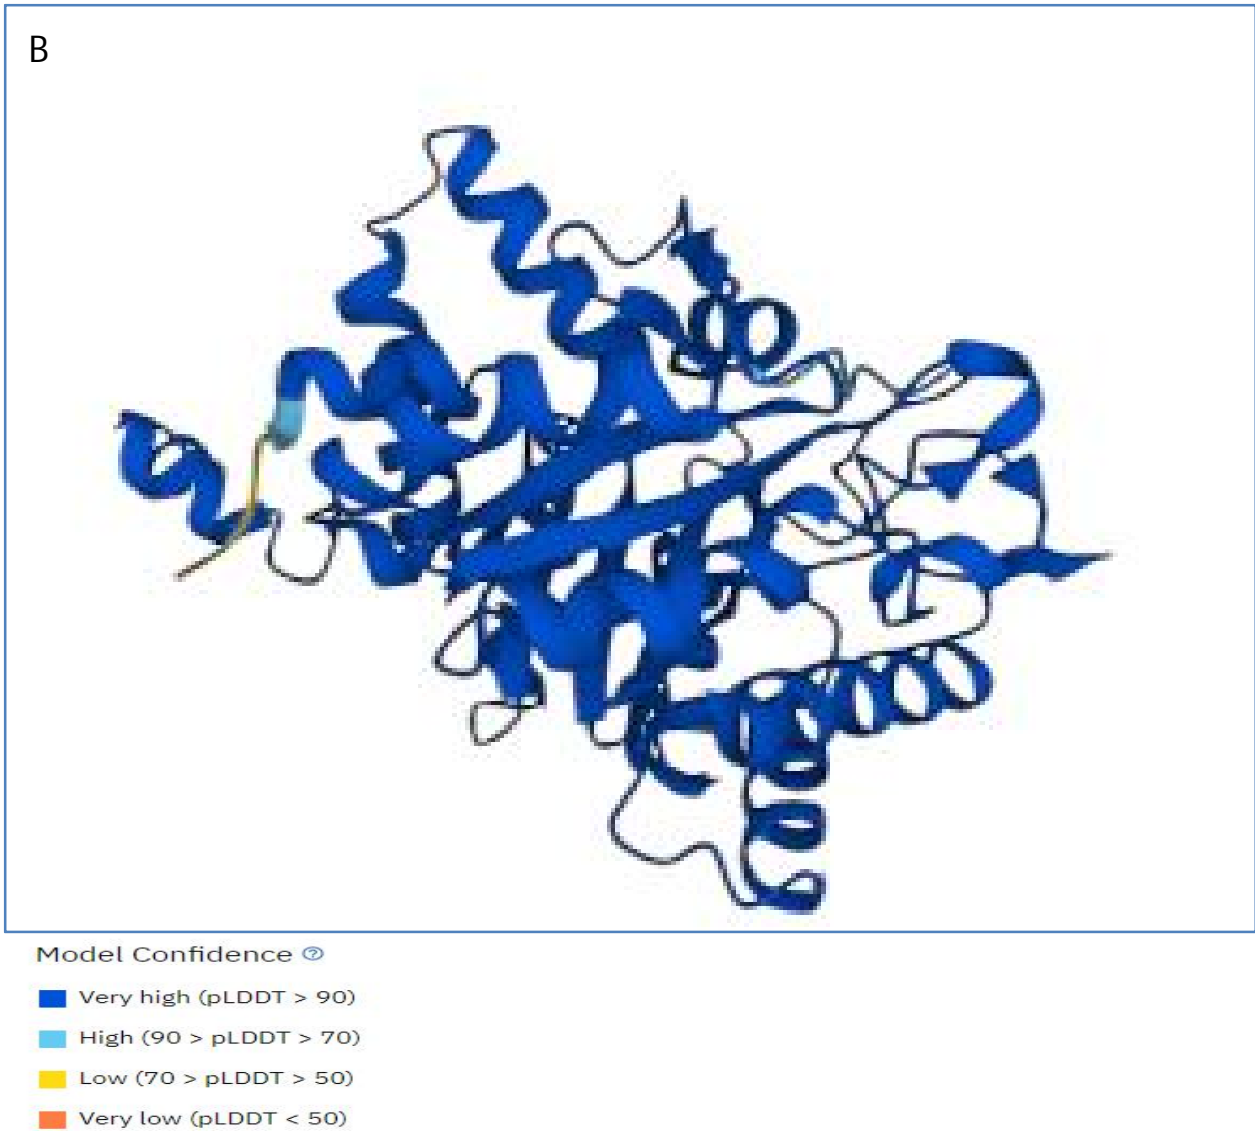 B
Model Confidence ?
Very high (pLDDT > 90)
High (90 > pLDDT > 70)
Low (70 > pLDDT > 50)
Very low (pLDDT < 50)